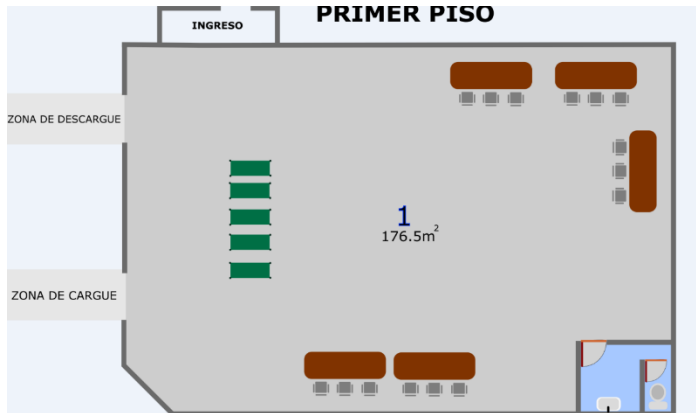 PRIMER PISO
INGRESO
ZONA DE DESCARGUE
1
176.5m²
ZONA DE CARGUE